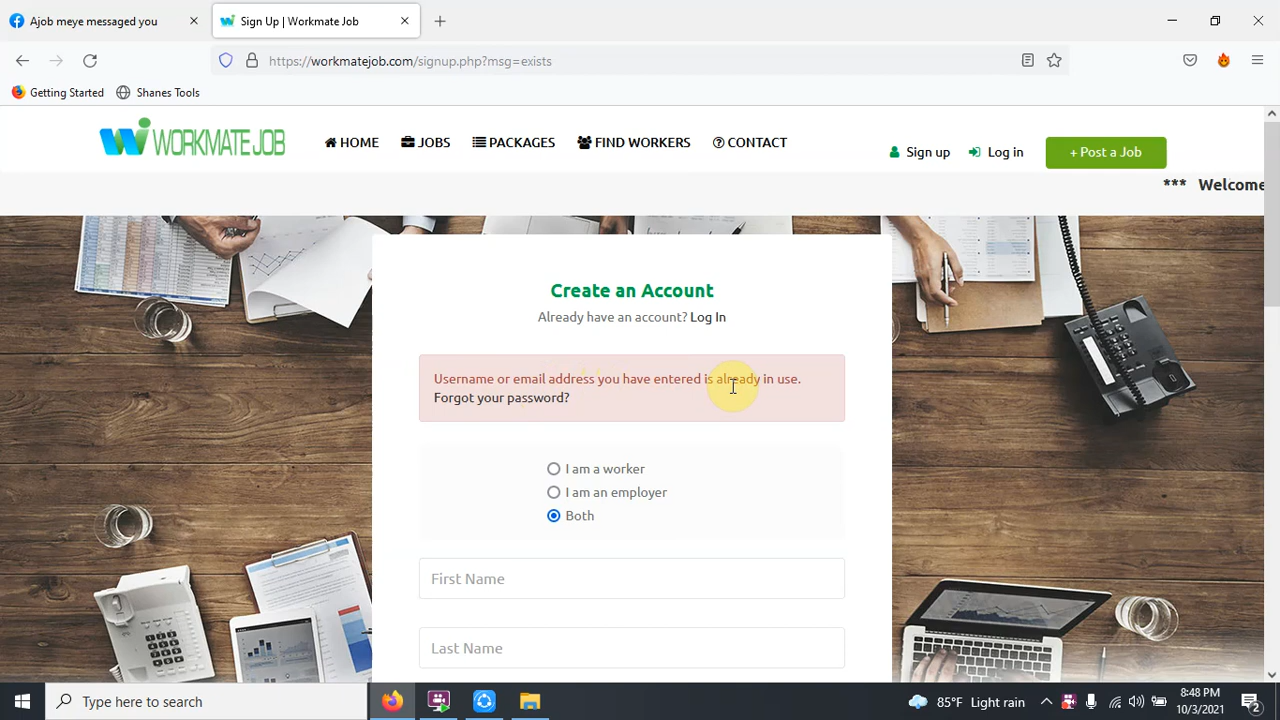 Ajob meye messaged you
Sign Up | Workmate Job
https://workmatejob.com/signup.php?msg=exists
Getting Started
Shanes Tools
WORKMATE JOB
HOME
JOBS
PACKAGES
FIND WORKERS
CONTACT
Sign up
Log in
+ Post a Job
*** Welcome
Create an Account
Already have an account? Log In
Username or email address you have entered is already in use.
Forgot your password?
I am a worker
I am an employer
Both
First Name
Last Name
Type here to search
85°F Light rain
8:48 PM
10/3/2021
2